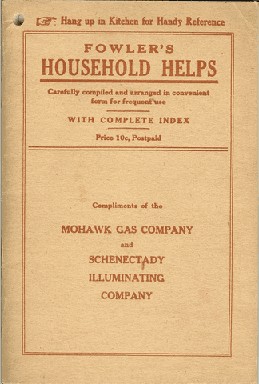 Hang up in Kitchen for Handy Reference
FOWLER'S
HOUSEHOLD HELPS
Carefully compiled and arranged in convenient
form for frequent use
WITH COMPLETE INDEX
Price 10c, Postpaid
Compliments of the
MOHAWK GAS COMPANY
and
SCHENECTADY
ILLUMINATING
COMPANY